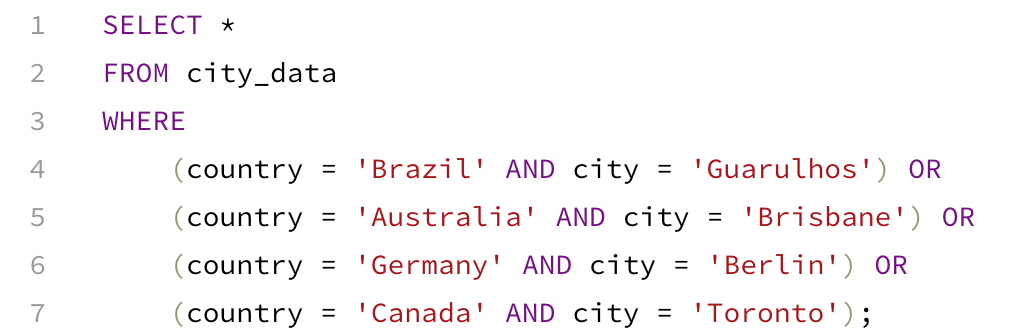 1 SELECT *
2 FROM city_data
3 WHERE
4 (country = 'Brazil' AND city = 'Guarulhos') OR
5 (country = 'Australia' AND city = 'Brisbane') OR
6 (country = 'Germany' AND city = 'Berlin') OR
7 (country = 'Canada' AND city = 'Toronto');